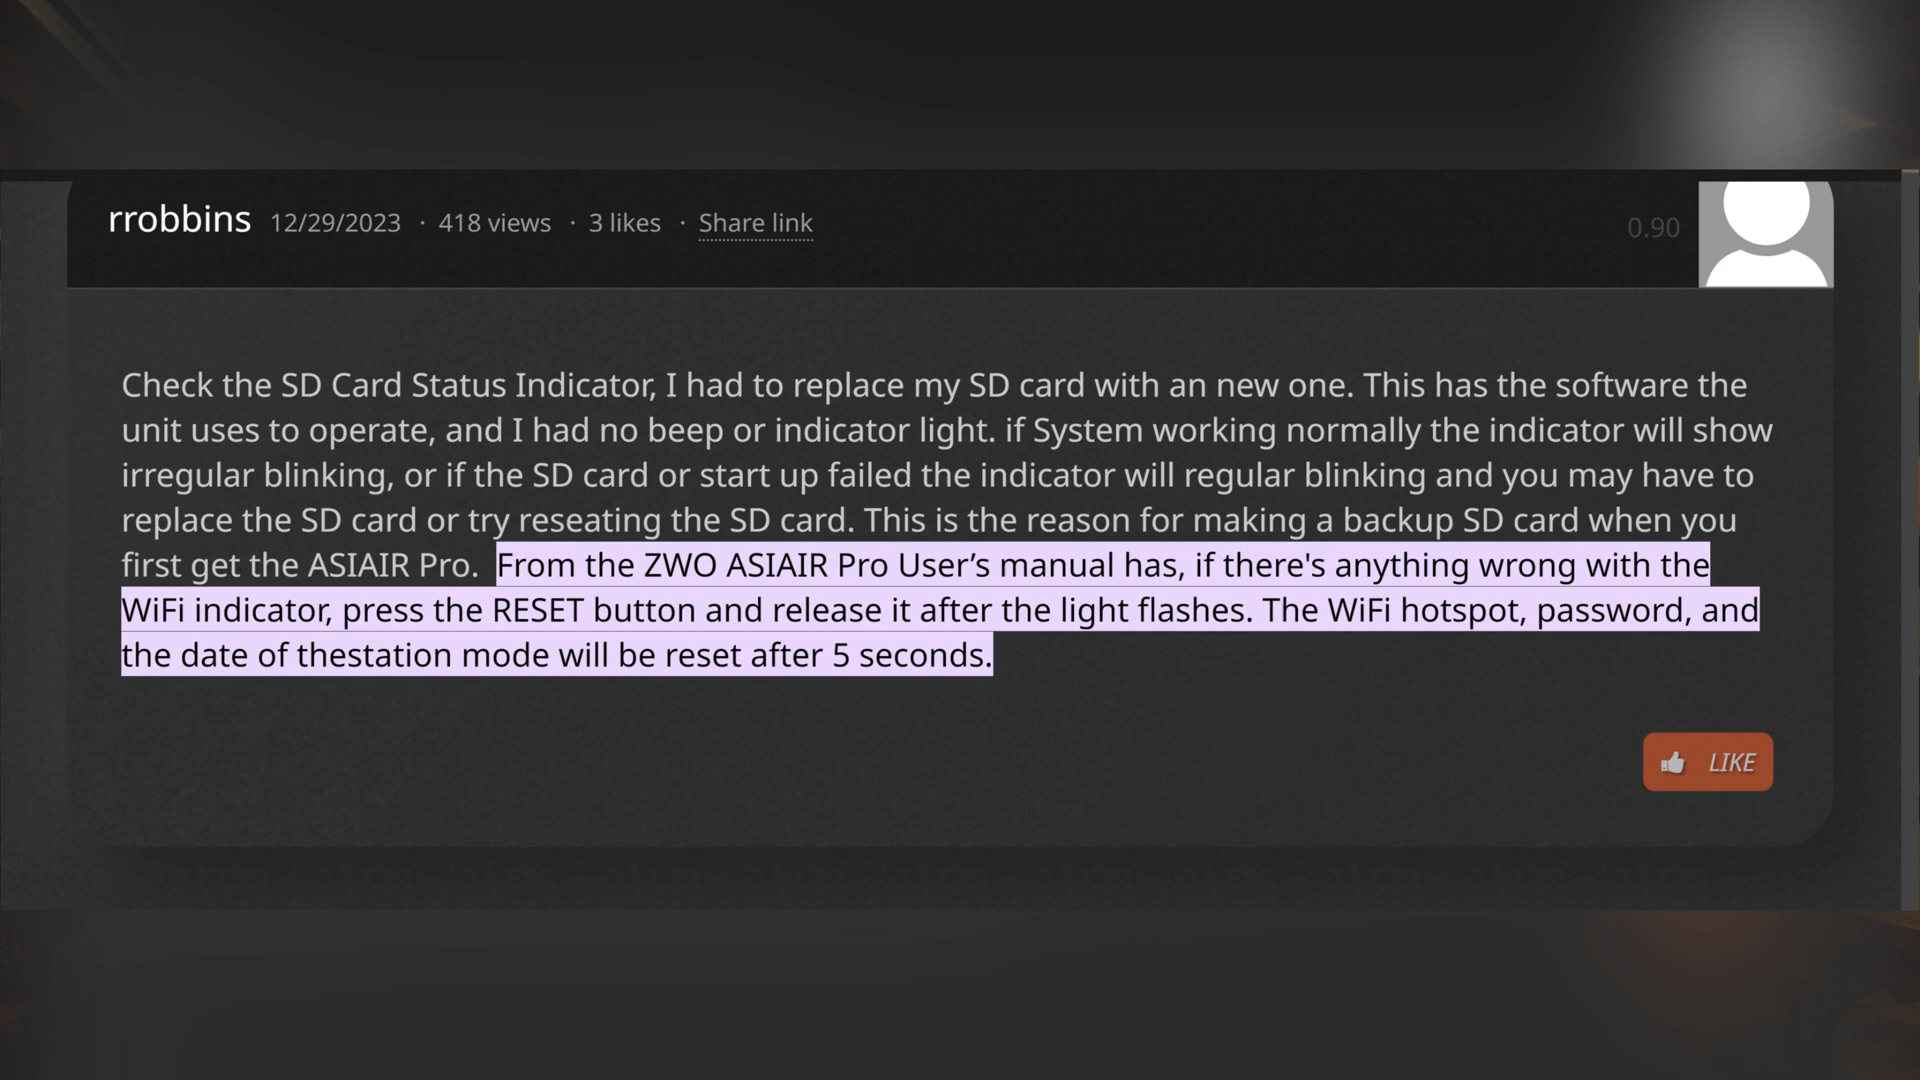 rrobbins 12/29/2023 · 418 views · 3 likes · Share link 0.90
Check the SD Card Status Indicator, I had to replace my SD card with an new one. This has the software the
unit uses to operate, and I had no beep or indicator light. if System working normally the indicator will show
irregular blinking, or if the SD card or start up failed the indicator will regular blinking and you may have to
replace the SD card or try reseating the SD card. This is the reason for making a backup SD card when you
first get the ASIAIR Pro. From the ZWO ASIAIR Pro User’s manual has, if there's anything wrong with the
WiFi indicator, press the RESET button and release it after the light flashes. The WiFi hotspot, password, and
the date of thestation mode will be reset after 5 seconds.
LIKE